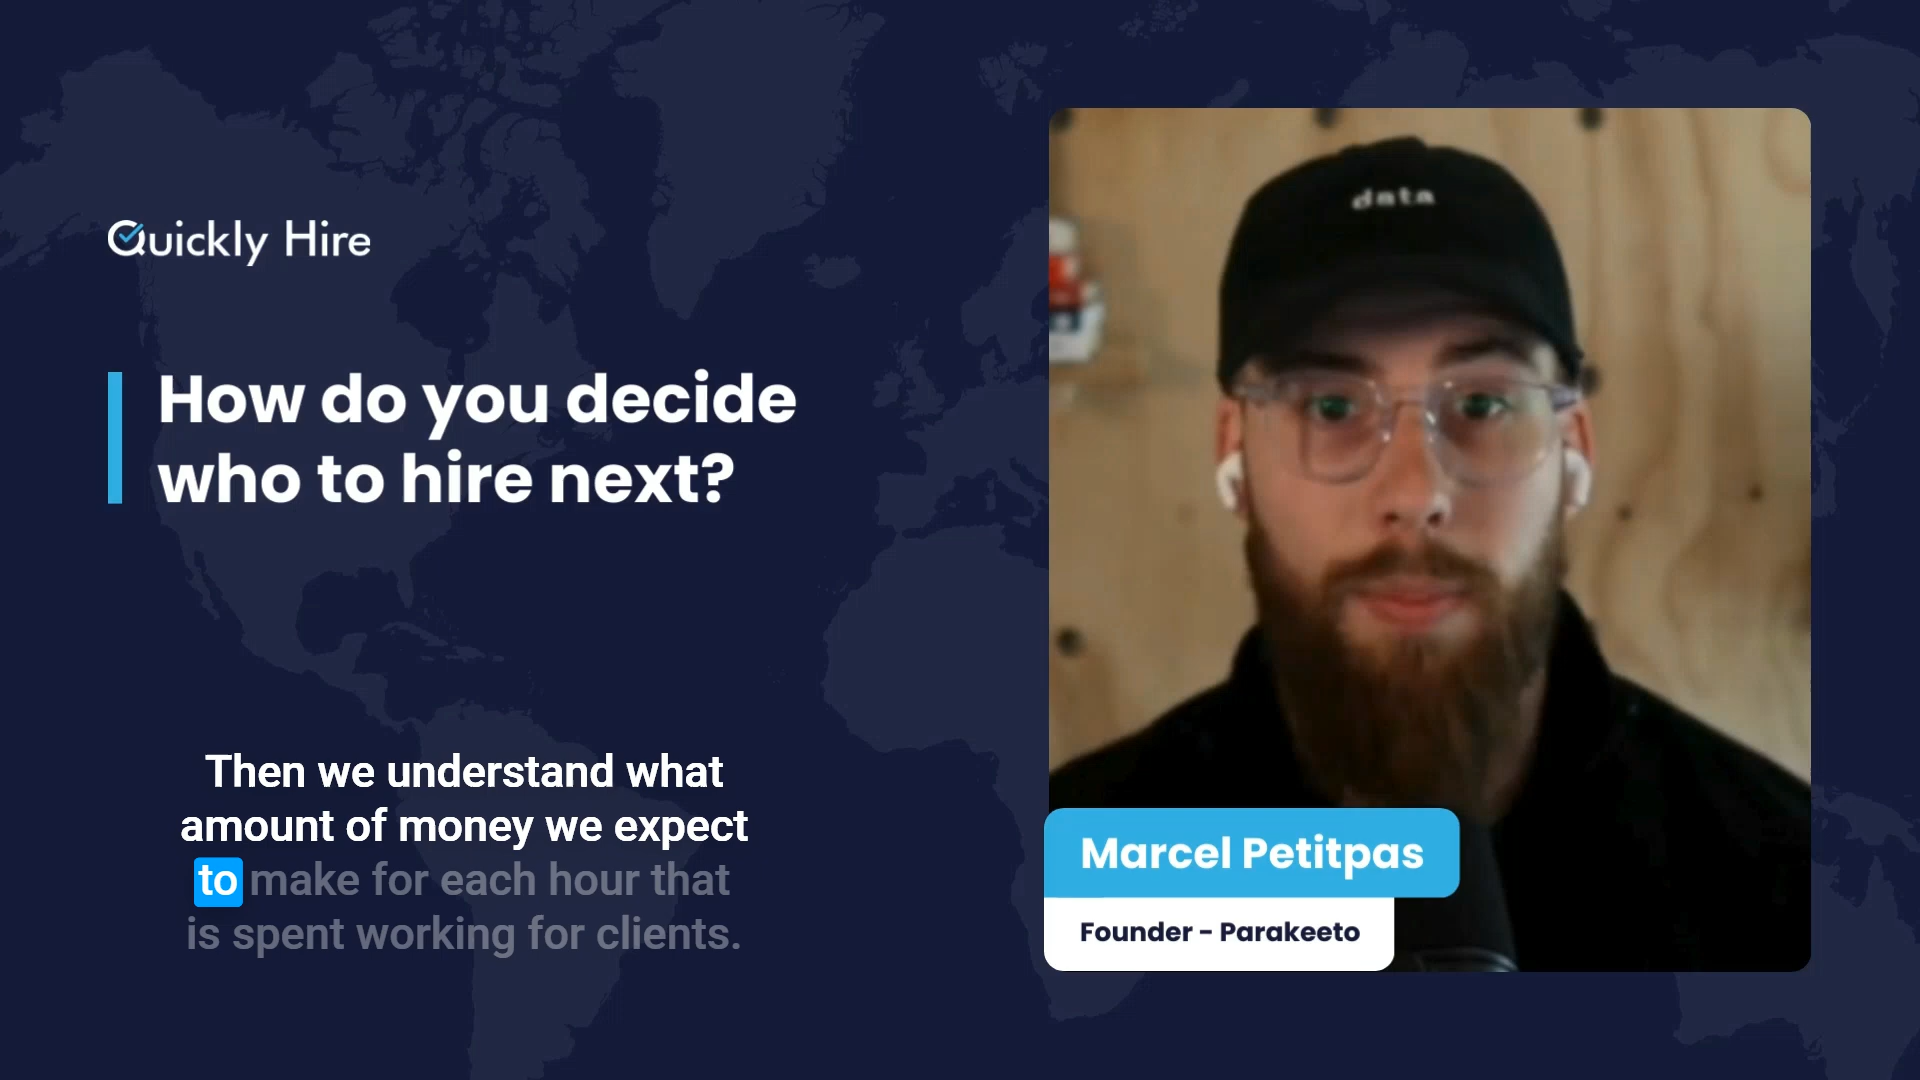 Quickly Hire
How do you decide
who to hire next?
Then we understand what
amount of money we expect
to make for each hour that
is spent working for clients.
data
Marcel Petitpas
Founder - Parakeeto